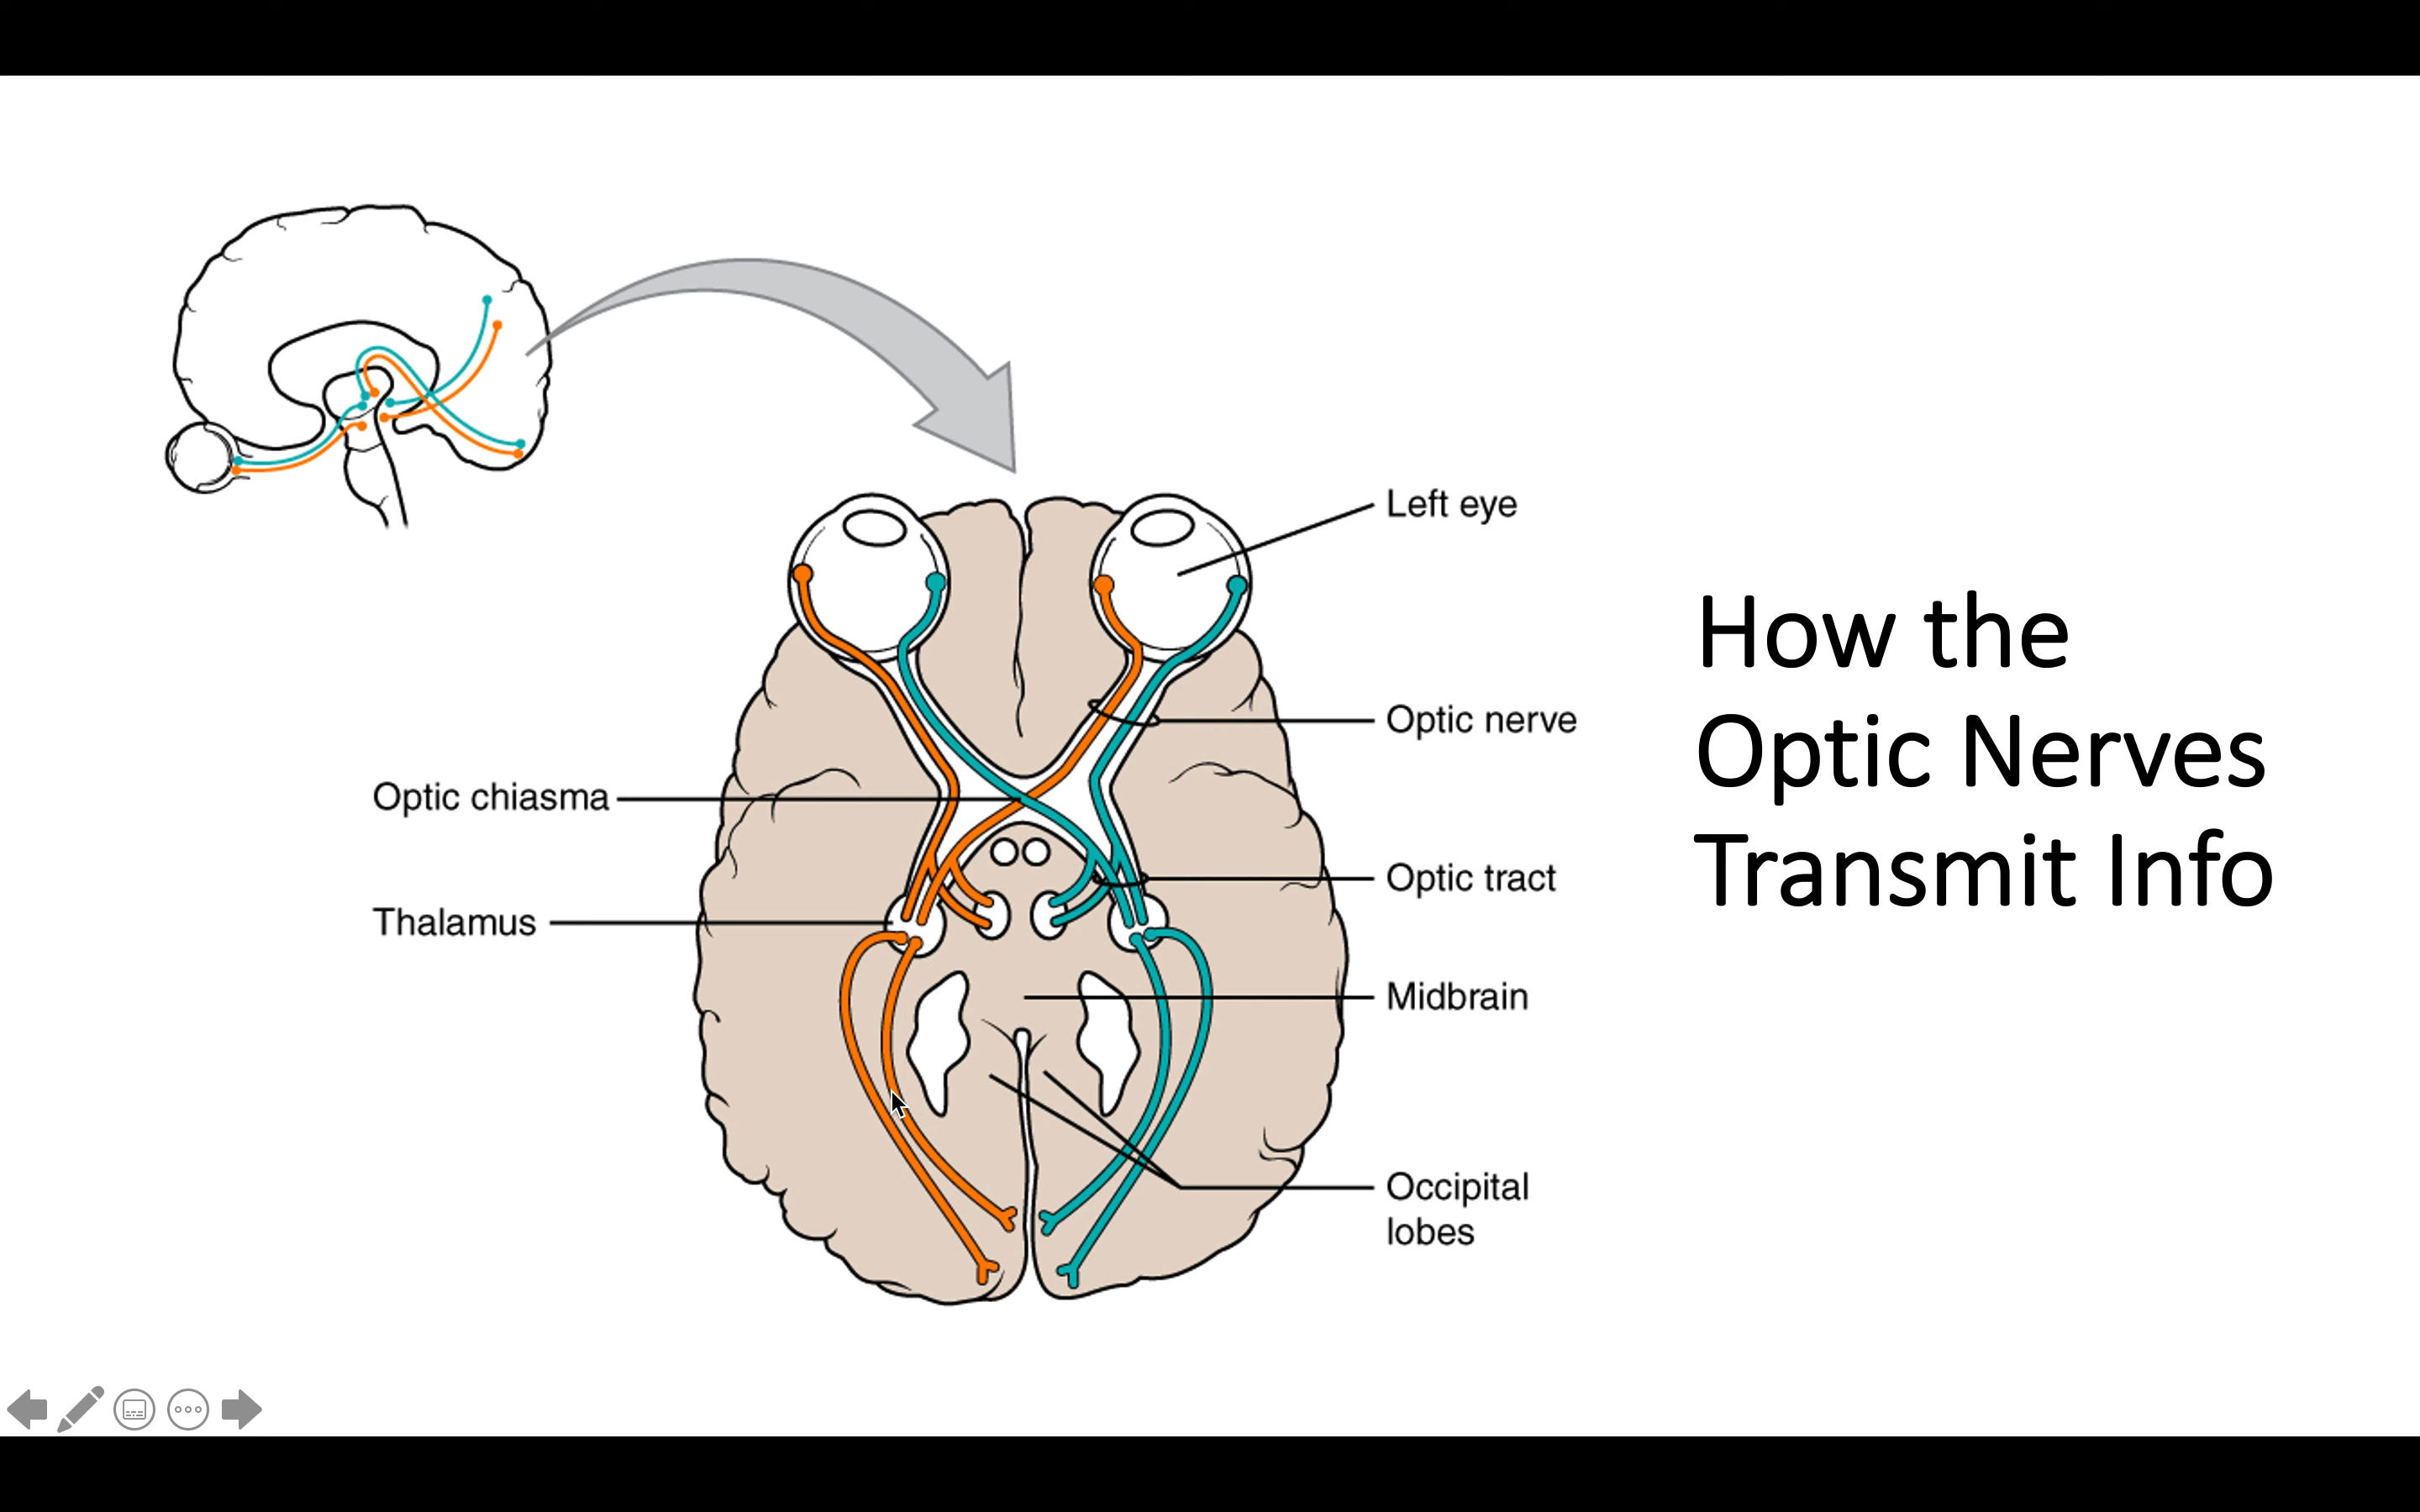 Left eye
Optic nerve
Optic chiasma
Optic tract
Thalamus
Midbrain
Occipital
lobes
How the
Optic Nerves
Transmit Info